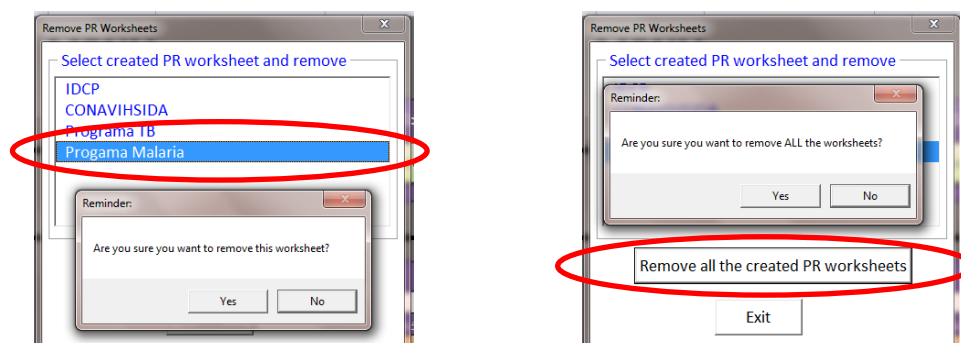 Remove PR Worksheets
Select created PR worksheet and remove
IDCP
CONAVIHSIDA
Programa TB
Progama Malaria
Reminder:
Are you sure you want to remove this worksheet?
Yes No
Remove PR Worksheets
Select created PR worksheet and remove
Reminder:
Are you sure you want to remove ALL the worksheets?
Yes No
Remove all the created PR worksheets
Exit